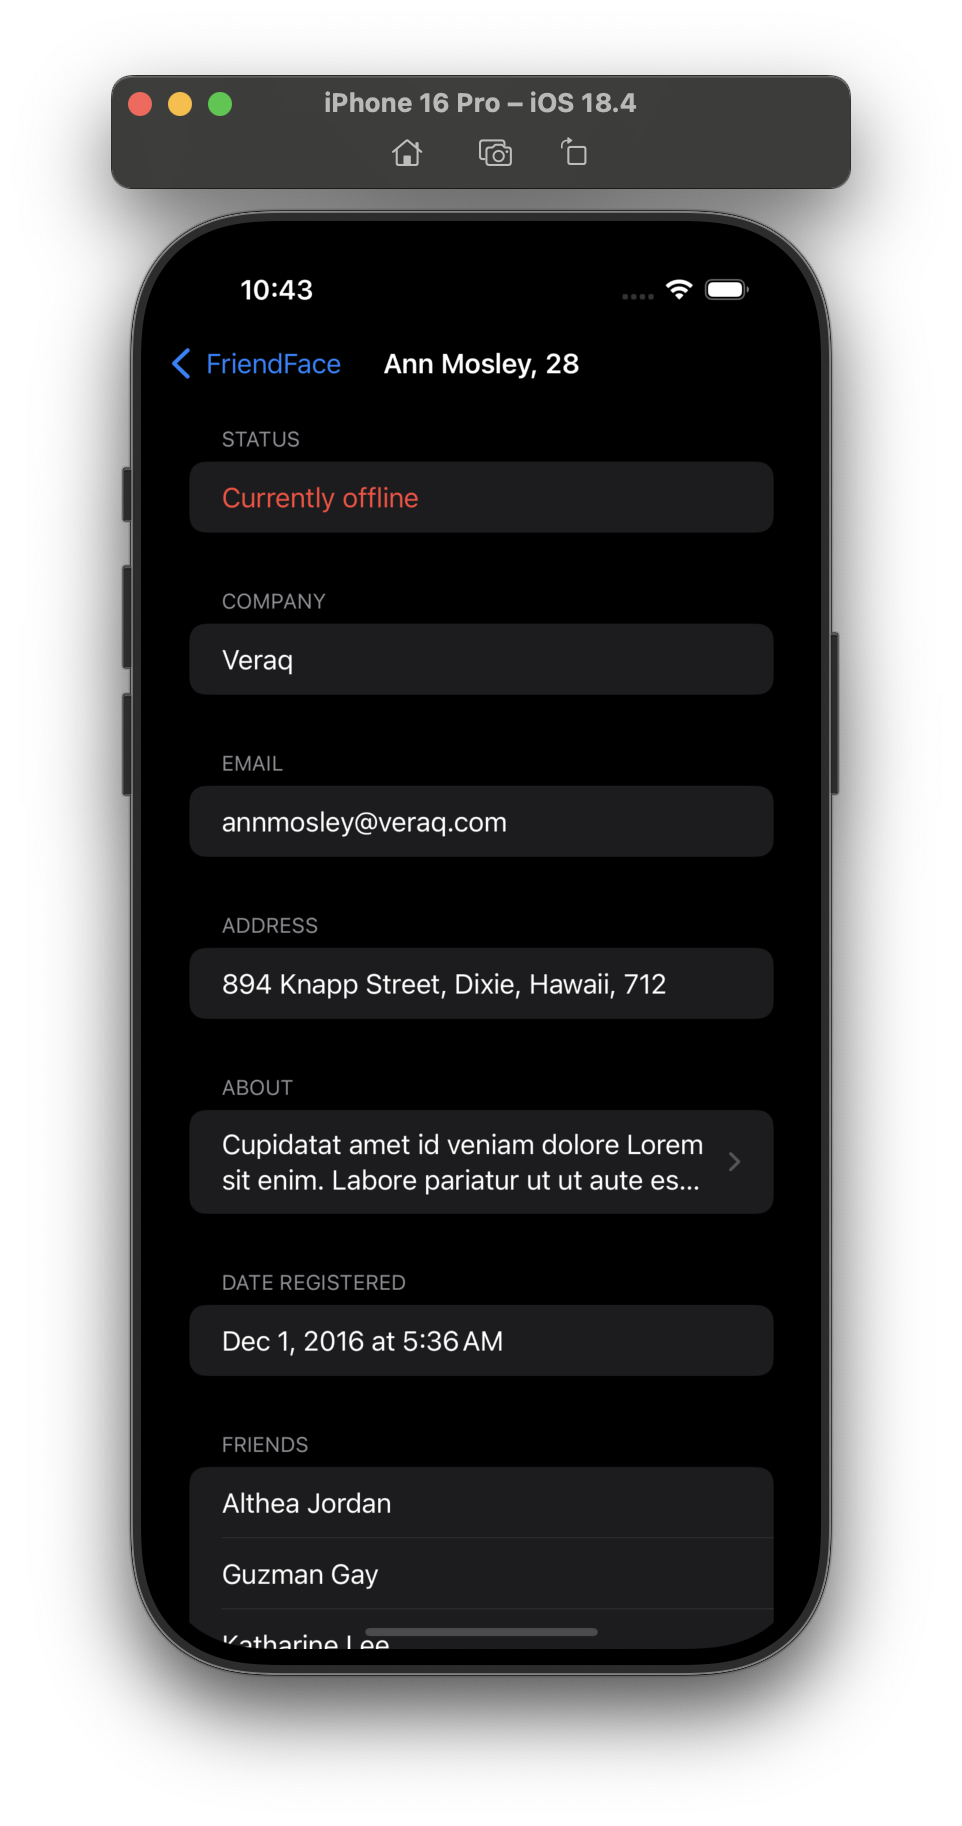 iPhone 16 Pro – iOS 18.4
10:43
FriendFace
Ann Mosley, 28
STATUS
Currently offline
COMPANY
Veraq
EMAIL
annmosley@veraq.com
ADDRESS
894 Knapp Street, Dixie, Hawaii, 712
ABOUT
Cupidatat amet id veniam dolore Lorem
sit enim. Labore pariatur ut ut aute es...
DATE REGISTERED
Dec 1, 2016 at 5:36 AM
FRIENDS
Althea Jordan
Guzman Gay
Katharine Lee